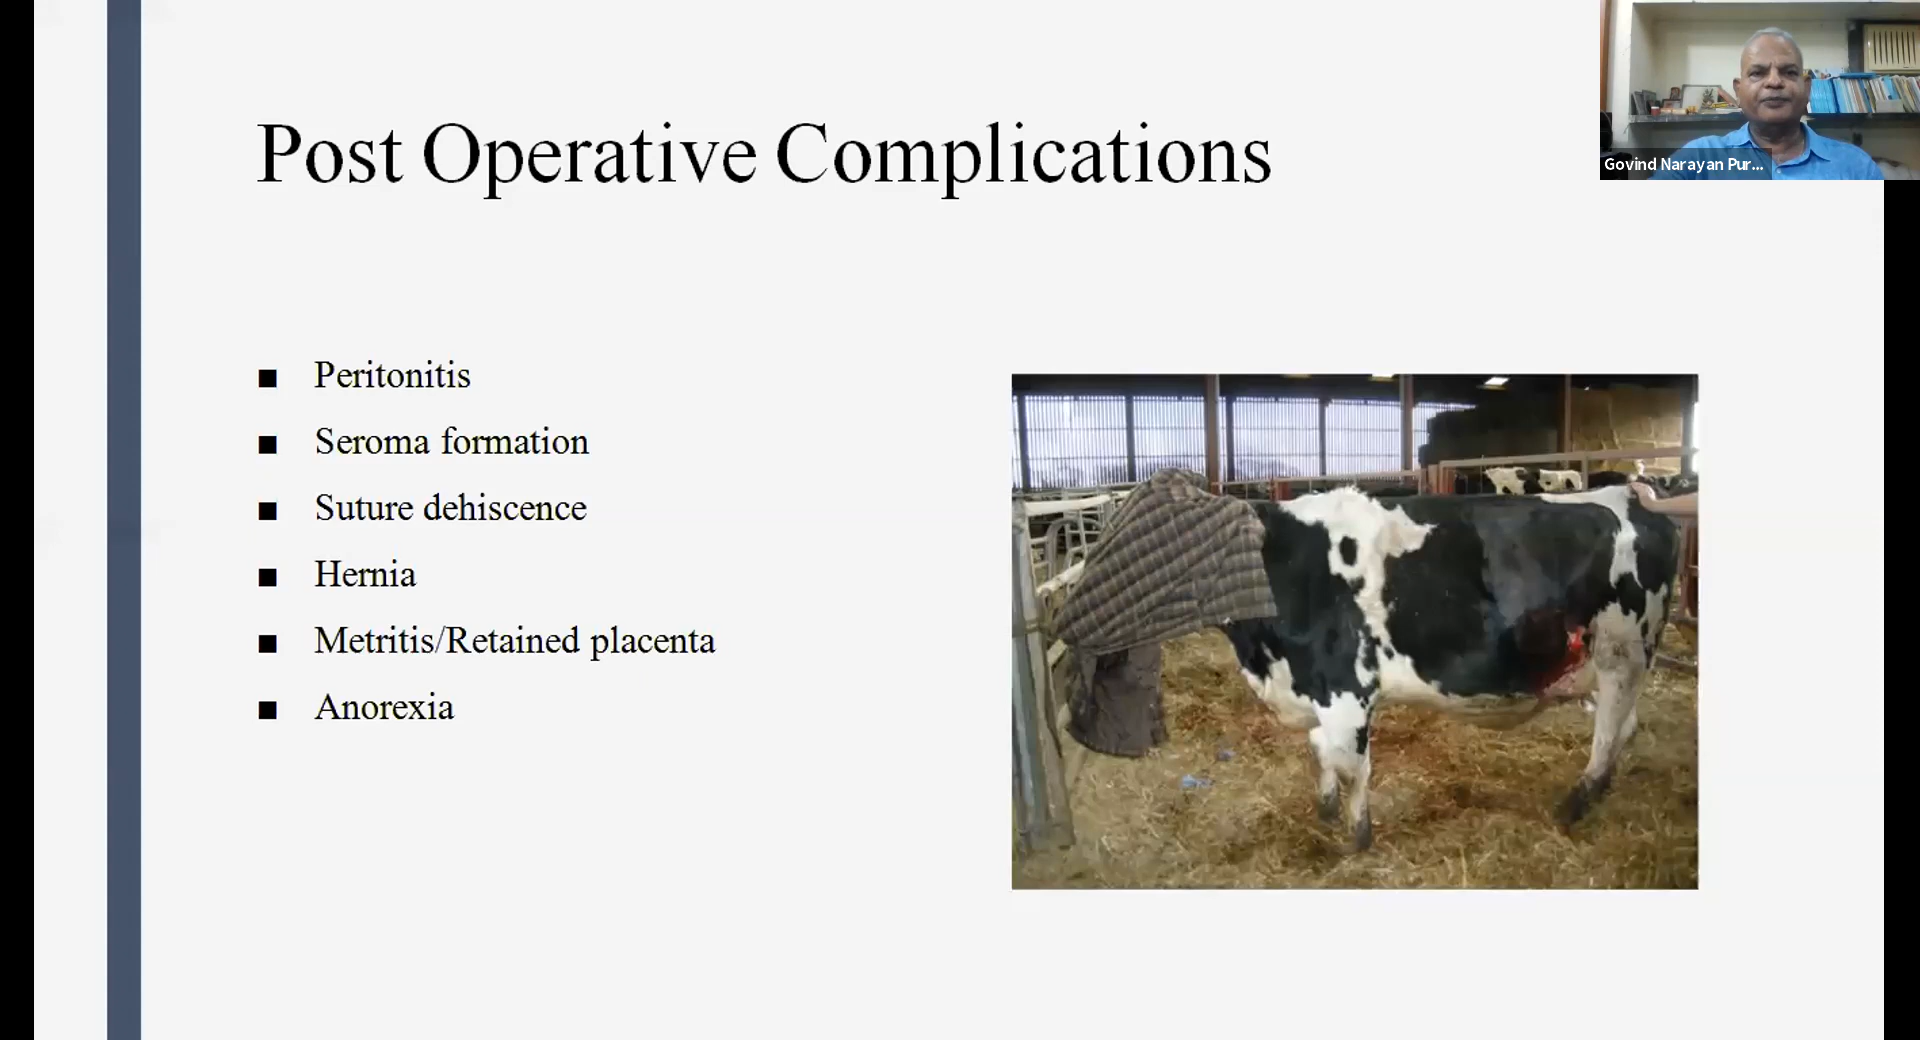 Post Operative Complications
Govind Narayan Pur...
■ Peritonitis
■ Seroma formation
■ Suture dehiscence
■ Hernia
■ Metritis/Retained placenta
■ Anorexia